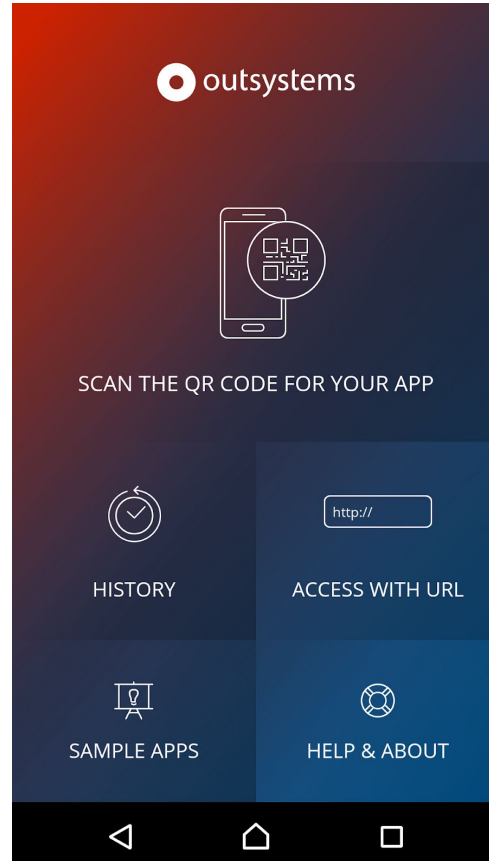 outsystems
SCAN THE QR CODE FOR YOUR APP
http://
HISTORY
ACCESS WITH URL
SAMPLE APPS
HELP & ABOUT